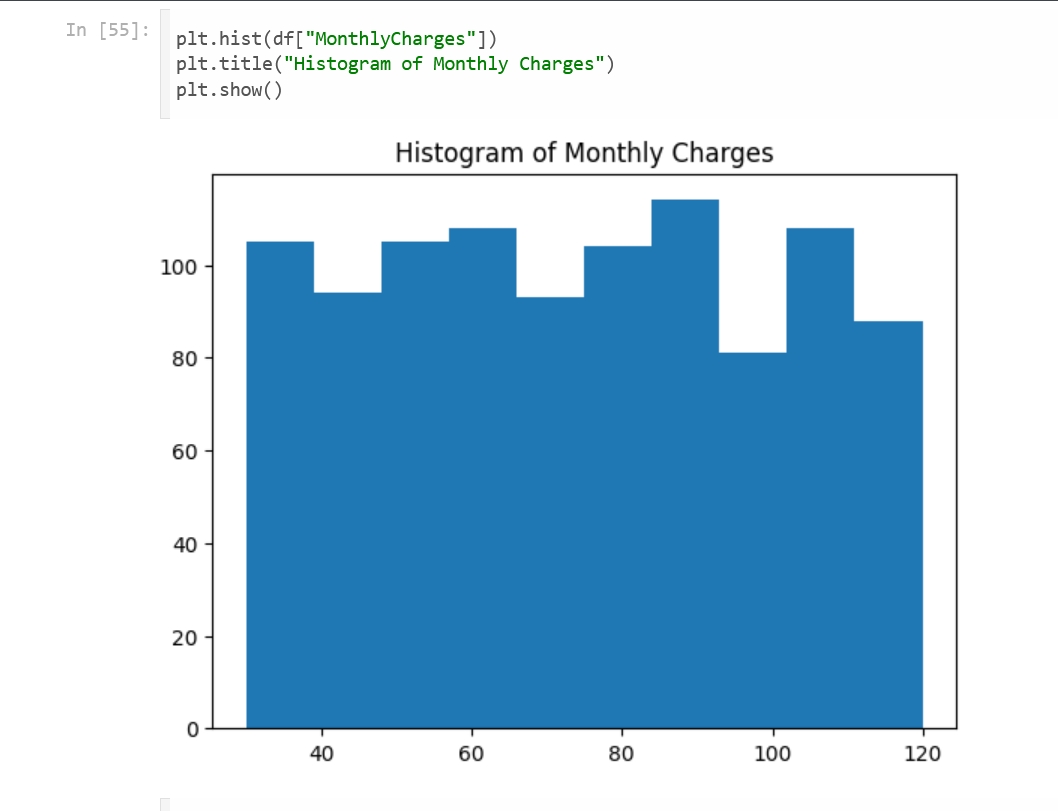 In [55]:
plt.hist(df["MonthlyCharges"])
plt.title("Histogram of Monthly Charges")
plt.show()
Histogram of Monthly Charges
100
80
60
40
20
0
40 60 80 100 120